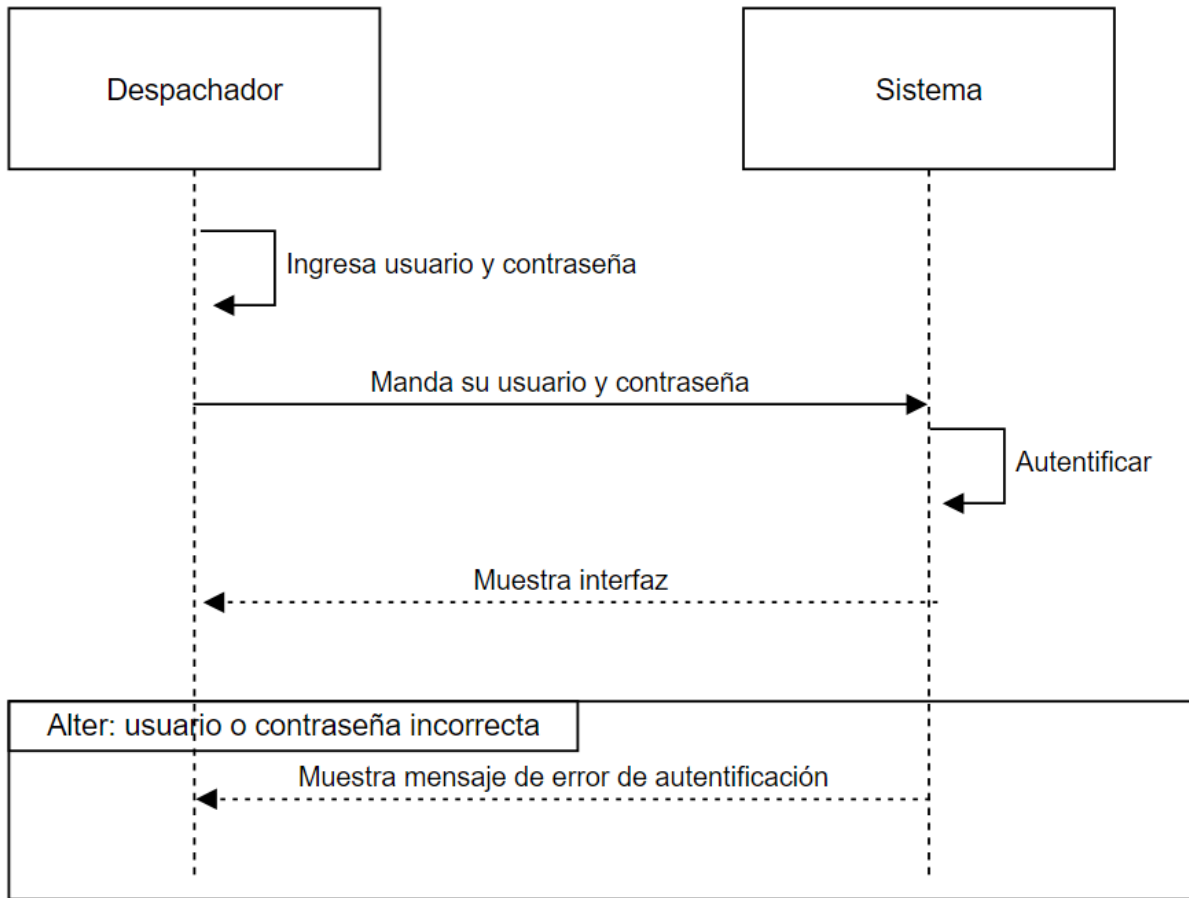 Despachador
Sistema
Ingresa usuario y contraseña
Manda su usuario y contraseña
Autentificar
Muestra interfaz
Alter: usuario o contraseña incorrecta
Muestra mensaje de error de autentificación